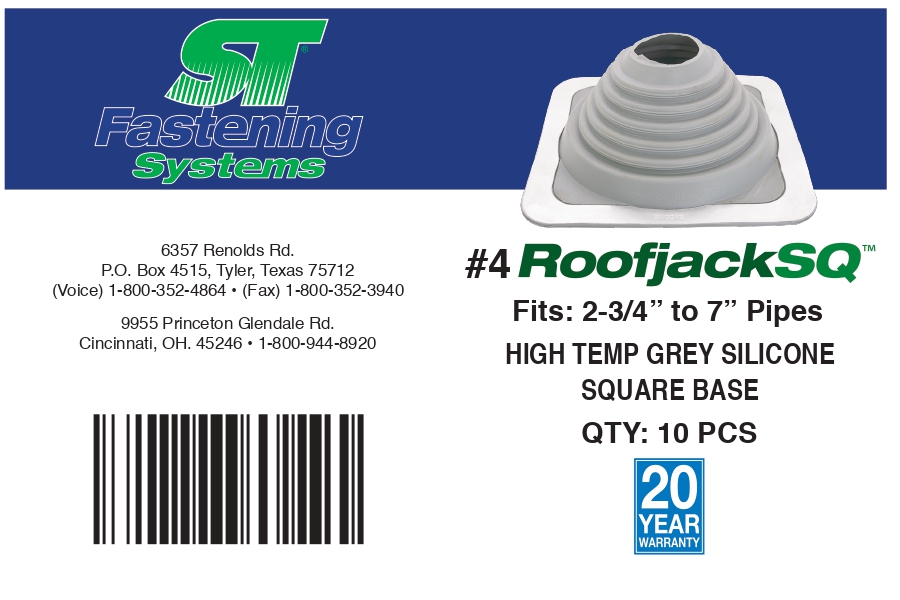 ST®
Fastening
Systems
6357 Renolds Rd.
P.O. Box 4515, Tyler, Texas 75712
(Voice) 1-800-352-4864 • (Fax) 1-800-352-3940
9955 Princeton Glendale Rd.
Cincinnati, OH. 45246 • 1-800-944-8920
#4 RoofjackSQ™
Fits: 2-3/4” to 7” Pipes
HIGH TEMP GREY SILICONE
SQUARE BASE
QTY: 10 PCS
20
YEAR
WARRANTY